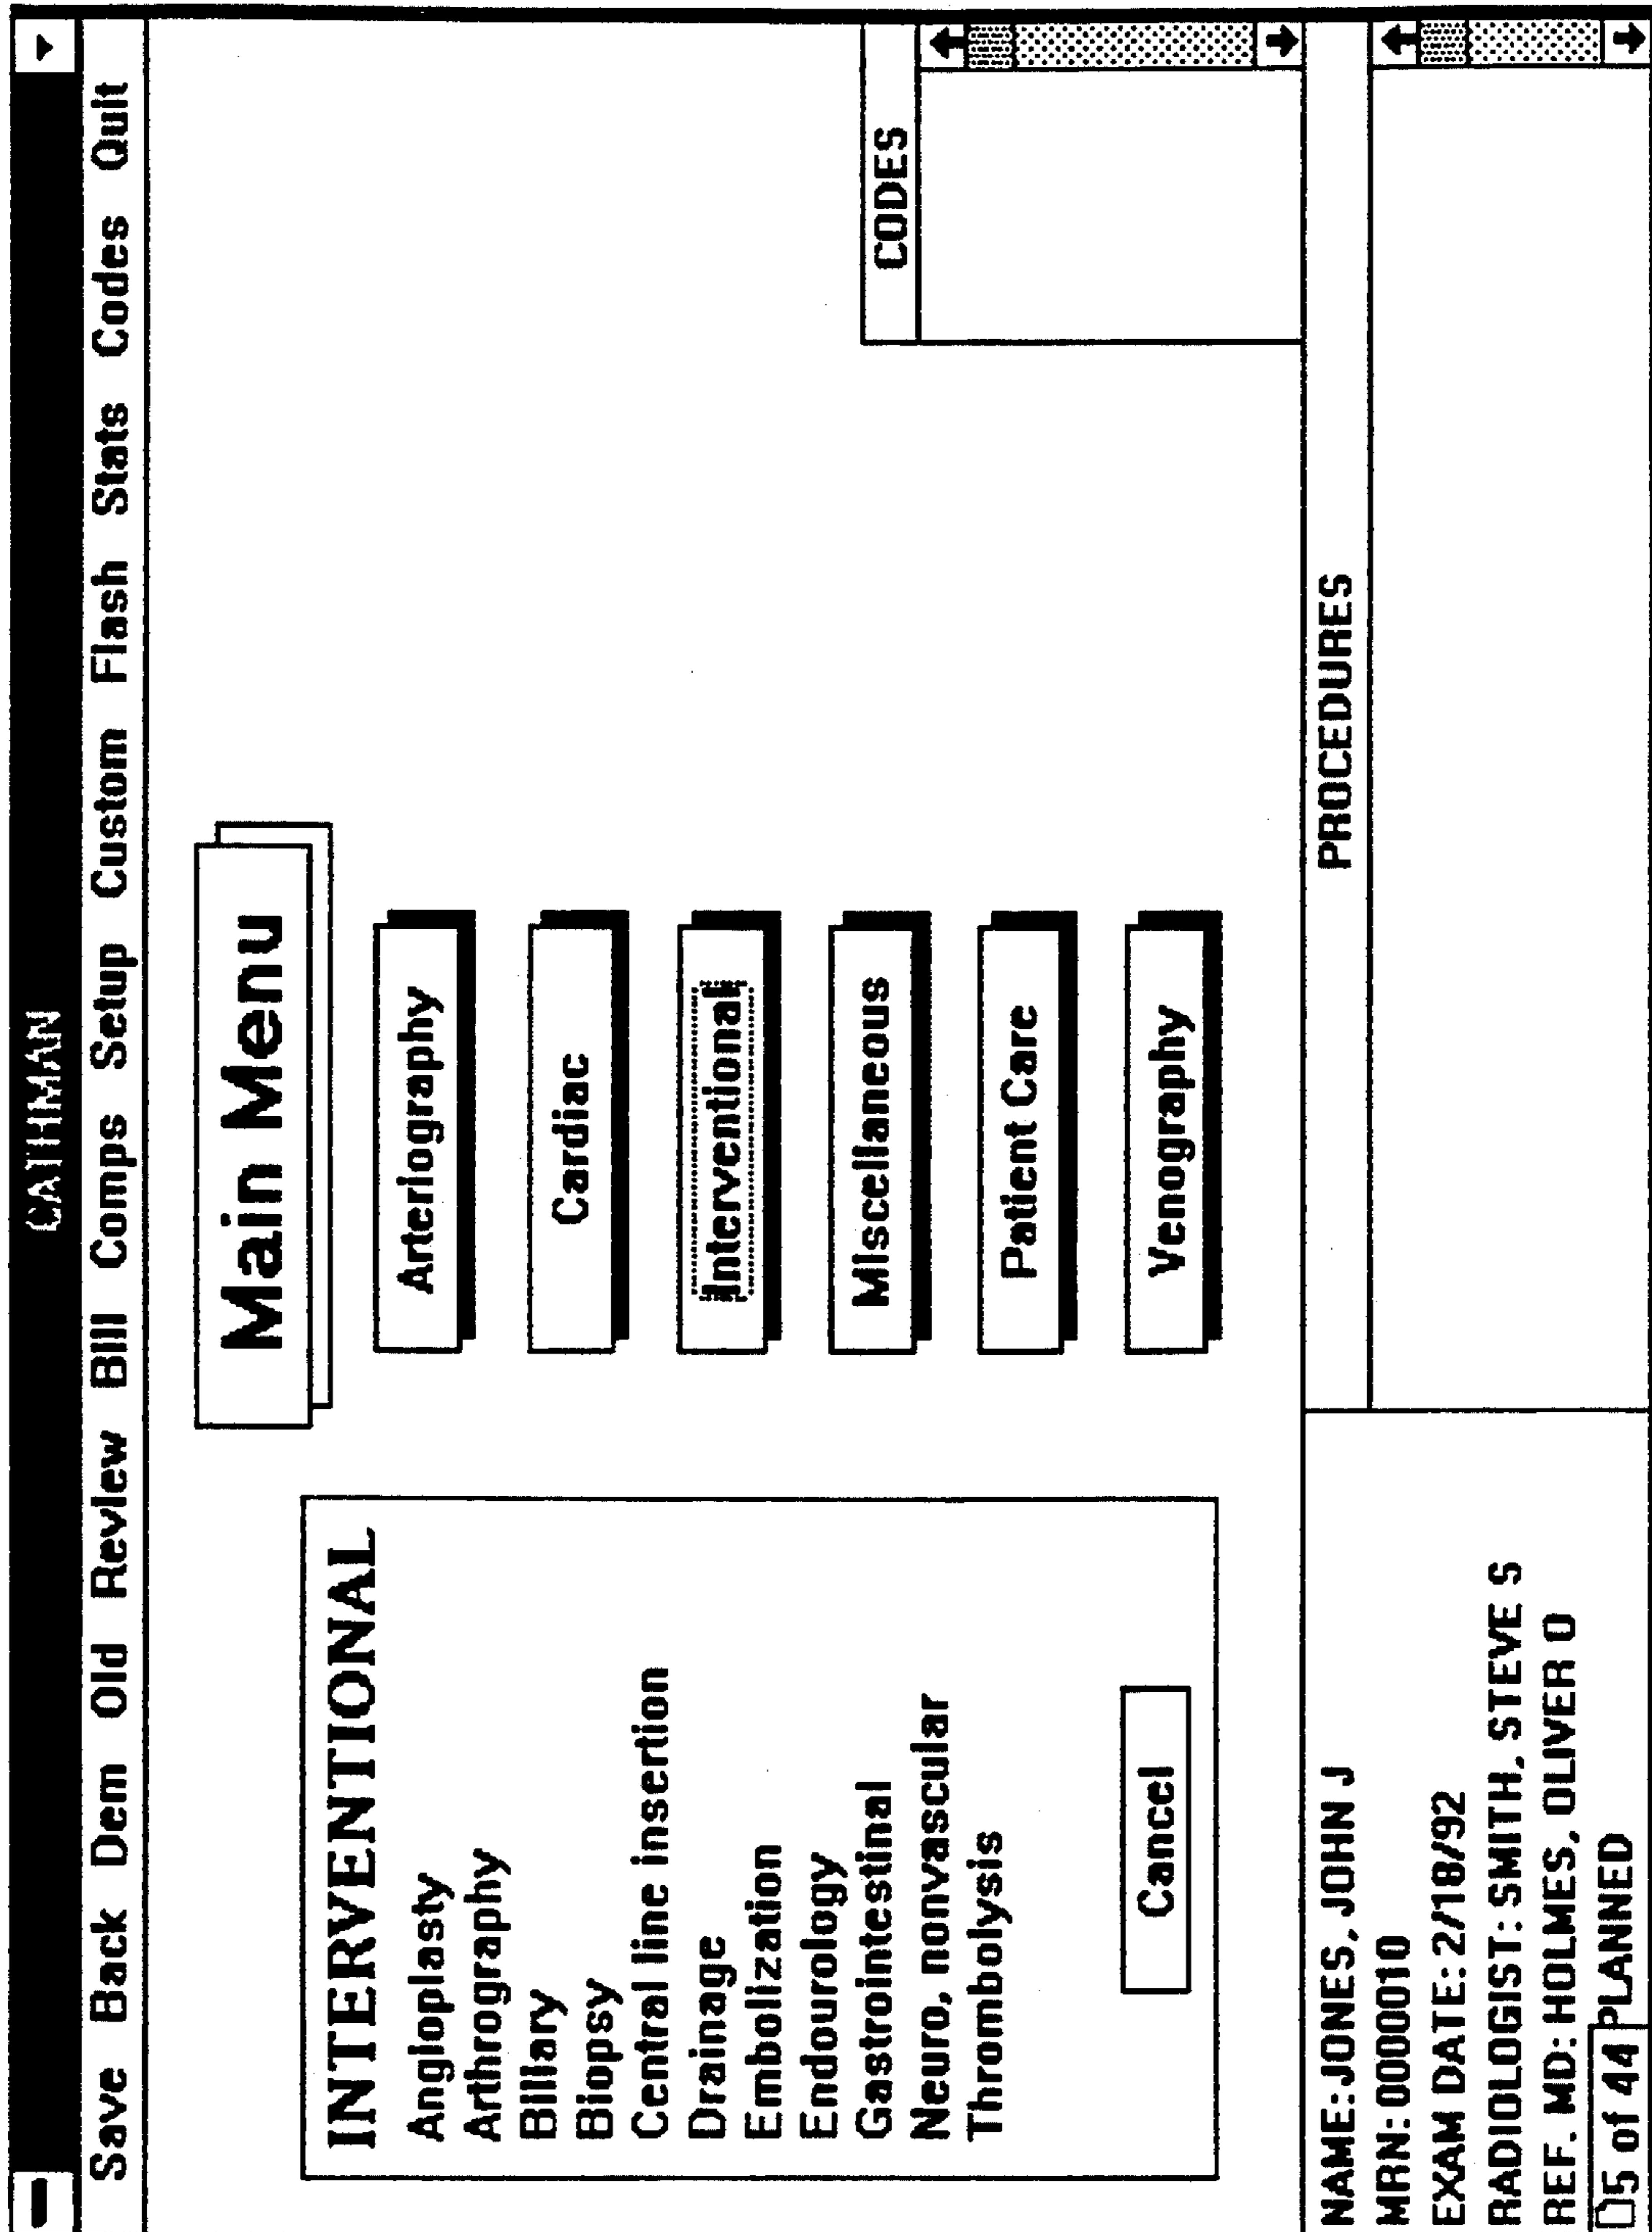 CATHMAN
Save Back Dem Old Review Bill Comps Setup Custom Flash Stats Codes Quit
Main Menu
INTERVENTIONAL
Angioplasty
Arthrography
Biliary
Biopsy
Central line insertion
Drainage
Embolization
Endourology
Gastrointestinal
Neuro, nonvascular
Thrombolysis
Cancel
Arteriography
Cardiac
Interventional
Miscellaneous
Patient Care
Venography
CODES
NAME: JONES, JOHN J
MRN: 0000010
EXAM DATE: 2/18/92
RADIOLOGIST: SMITH, STEVE S
REF. MD: HOLMES, OLIVER O
5 of 44 PLANNED
PROCEDURES